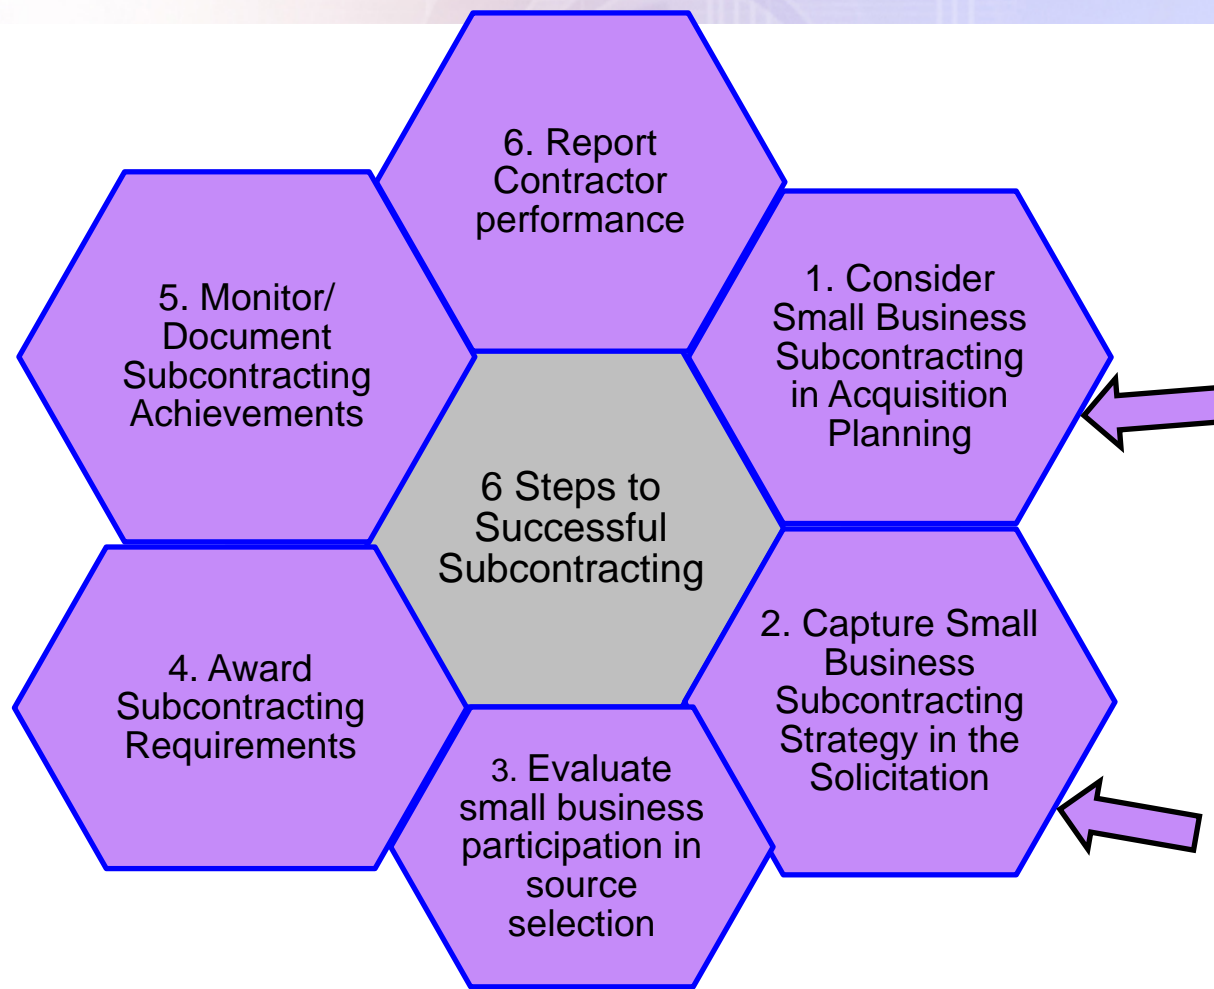 6. Report
Contractor
performance
1. Consider
Small Business
Subcontracting
in Acquisition
Planning
5. Monitor/
Document
Subcontracting
Achievements
6 Steps to
Successful
Subcontracting
2. Capture Small
Business
Subcontracting
Strategy in the
Solicitation
4. Award
Subcontracting
Requirements
3. Evaluate
small business
participation in
source
selection